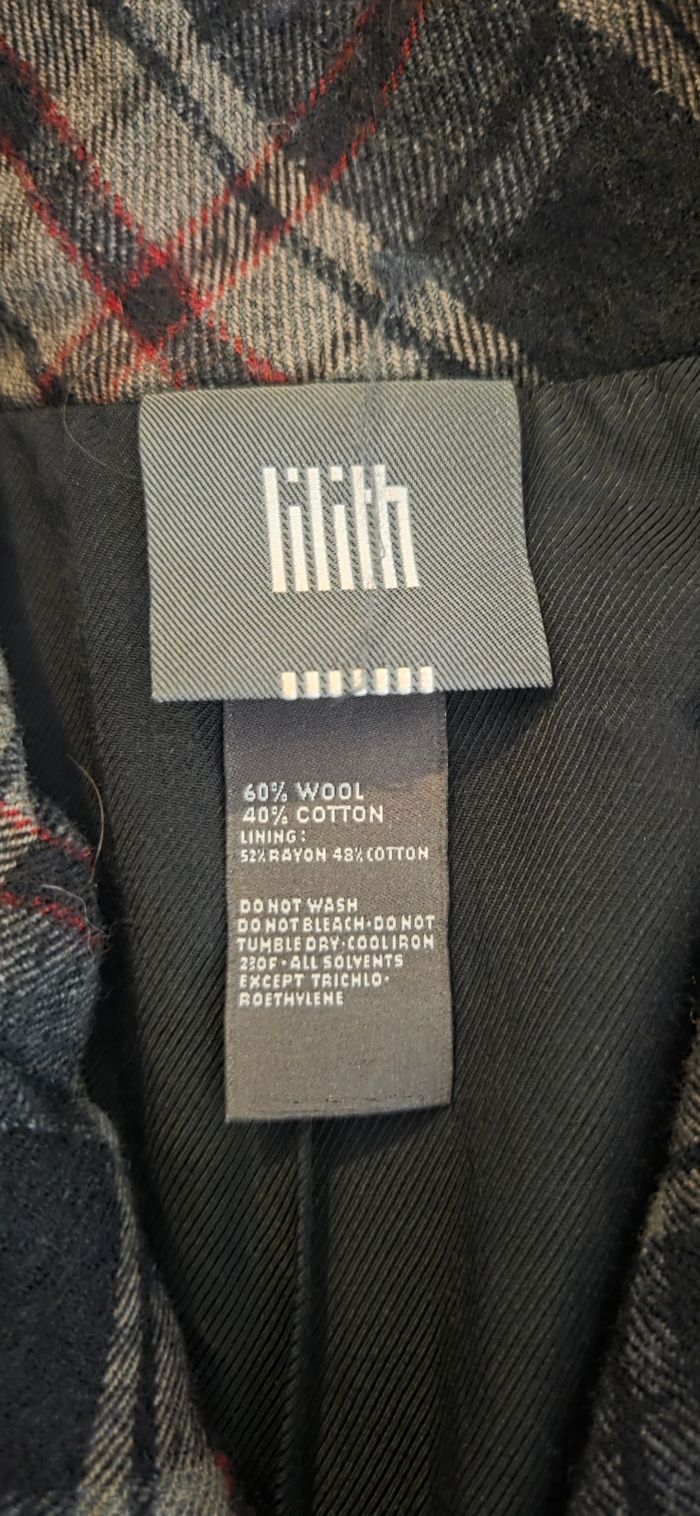 lilith
60% WOOL
40% COTTON
LINING:
52% RAYON 48% COTTON
DO NOT WASH
DO NOT BLEACH·DO NOT
TUMBLE DRY·COOL IRON
230F·ALL SOLVENTS
EXCEPT TRICHLO-
ROETHYLENE